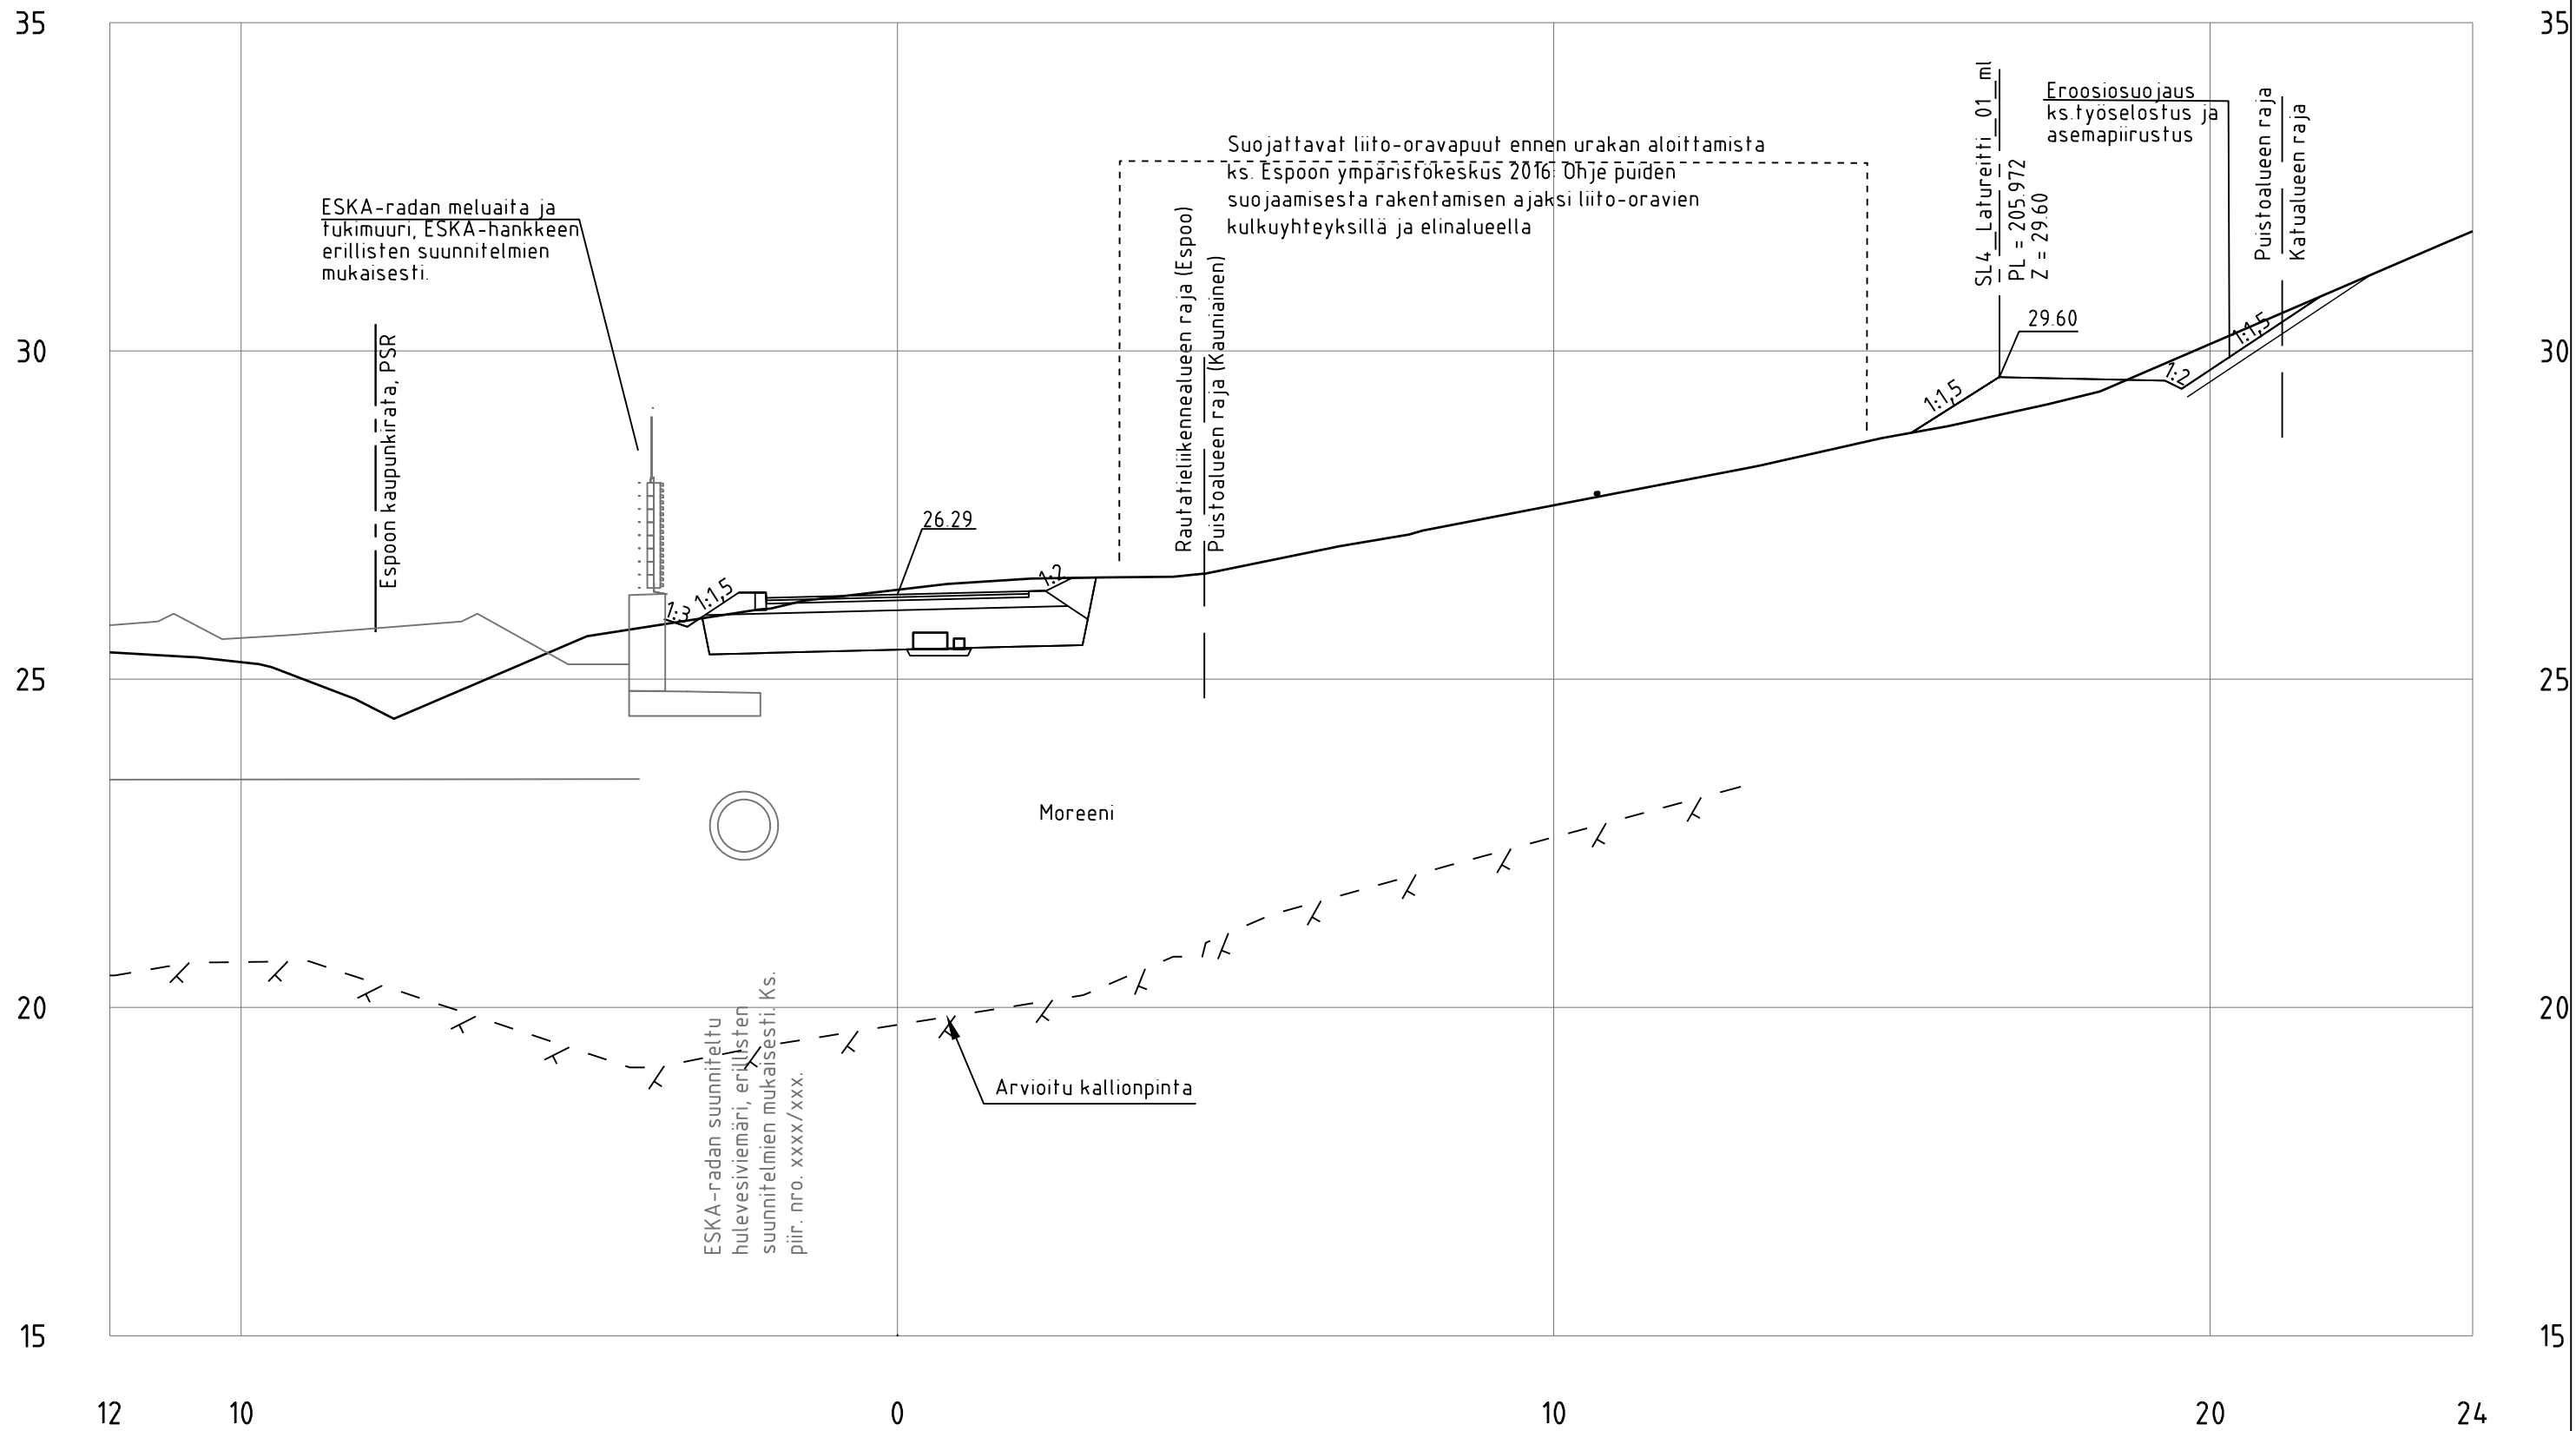 35
35
30
30
25
25
20
20
15
15
12
10
0
10
20
24
ESKA-radan meluaita ja
tukimuuri, ESKA-hankkeen
erillisten suunnitelmien
mukaisesti.
Espoon kaupunkirata, PSR
1:3
1:1,5
26.29
1:2
Suojattavat liito-oravapuut ennen urakan aloittamista
ks. Espoon ympäristökeskus 2016: Ohje puiden
suojaamisesta rakentamisen ajaksi liito-oravien
kulkuyhteyksillä ja elinalueella
Rautatieliikennealueen raja (Espoo)
Puistoalueen raja (Kauniainen)
SL4_Latureitti_01_ml
PL = 205.972
Z = 29.60
29.60
1:1,5
1:2
1:1,5
Eroosiosuojaus
ks.työselostus ja
asemapiirustus
Puistoalueen raja
Katualueen raja
Moreeni
Arvioitu kallionpinta
ESKA-radan suunniteltu
hulevesiviemäri, erillisten
suunnitelmien mukaisesti. Ks.
piir. nro. xxxx/xxx.